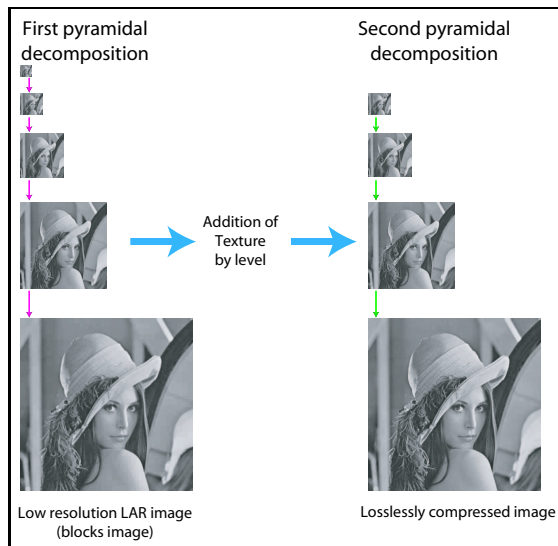 First pyramidal
decomposition
Second pyramidal
decomposition
Addition of
Texture
by level
Low resolution LAR image
(blocks image)
Losslessly compressed image